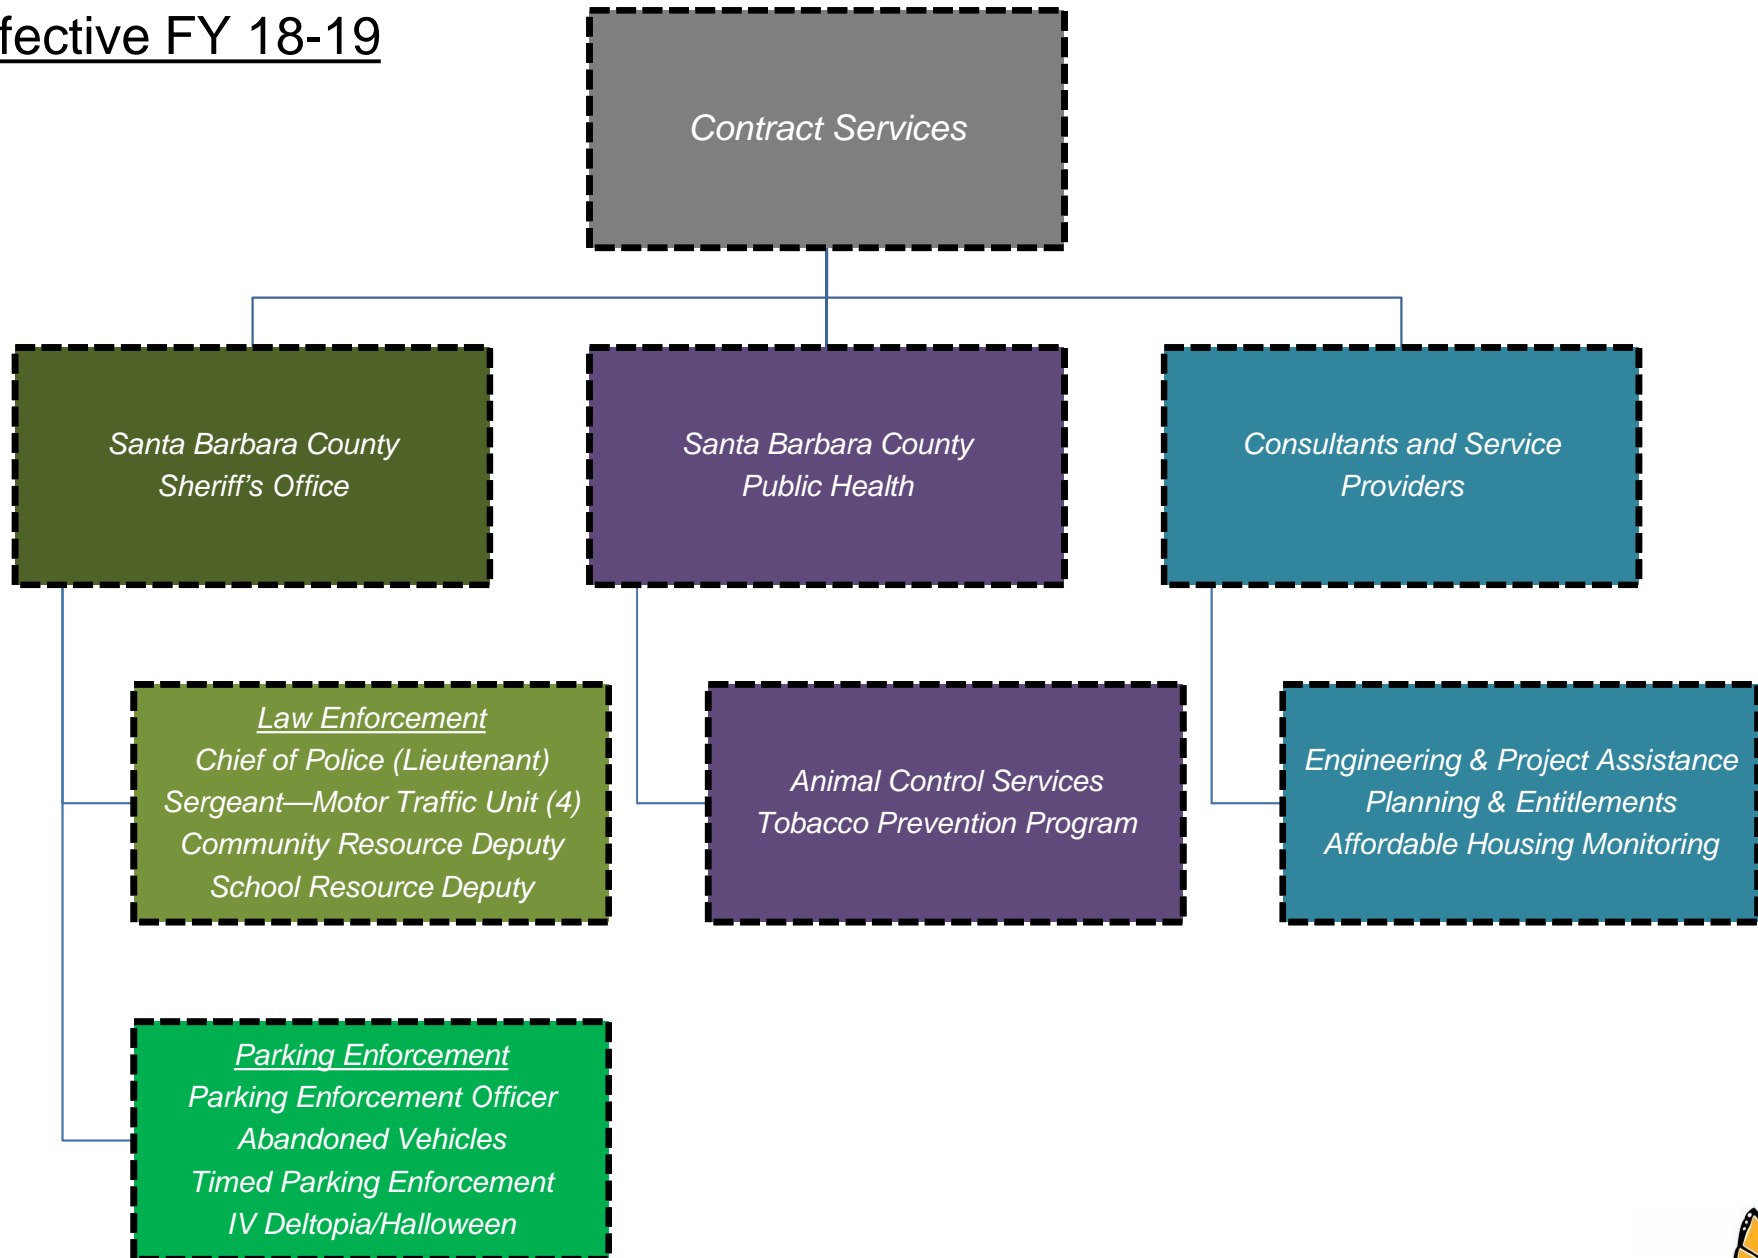 fective FY 18-19
Contract Services
Santa Barbara County
Sheriff’s Office
Santa Barbara County
Public Health
Consultants and Service
Providers
Law Enforcement
Chief of Police (Lieutenant)
Sergeant—Motor Traffic Unit (4)
Community Resource Deputy
School Resource Deputy
Animal Control Services
Tobacco Prevention Program
Engineering & Project Assistance
Planning & Entitlements
Affordable Housing Monitoring
Parking Enforcement
Parking Enforcement Officer
Abandoned Vehicles
Timed Parking Enforcement
IV Deltopia/Halloween